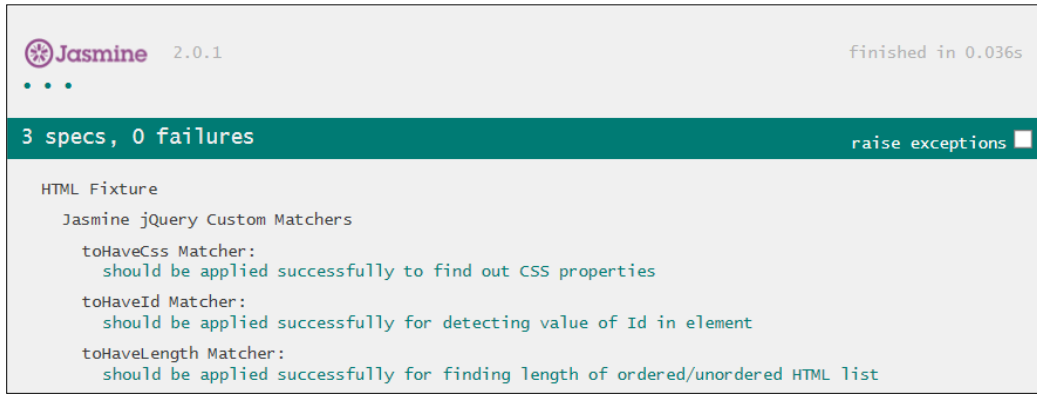 Jasmine 2.0.1 finished in 0.036s
• • •
3 specs, 0 failures raise exceptions
HTML Fixture
Jasmine jQuery Custom Matchers
toHaveCss Matcher:
should be applied successfully to find out CSS properties
toHaveId Matcher:
should be applied successfully for detecting value of Id in element
toHaveLength Matcher:
should be applied successfully for finding length of ordered/unordered HTML list